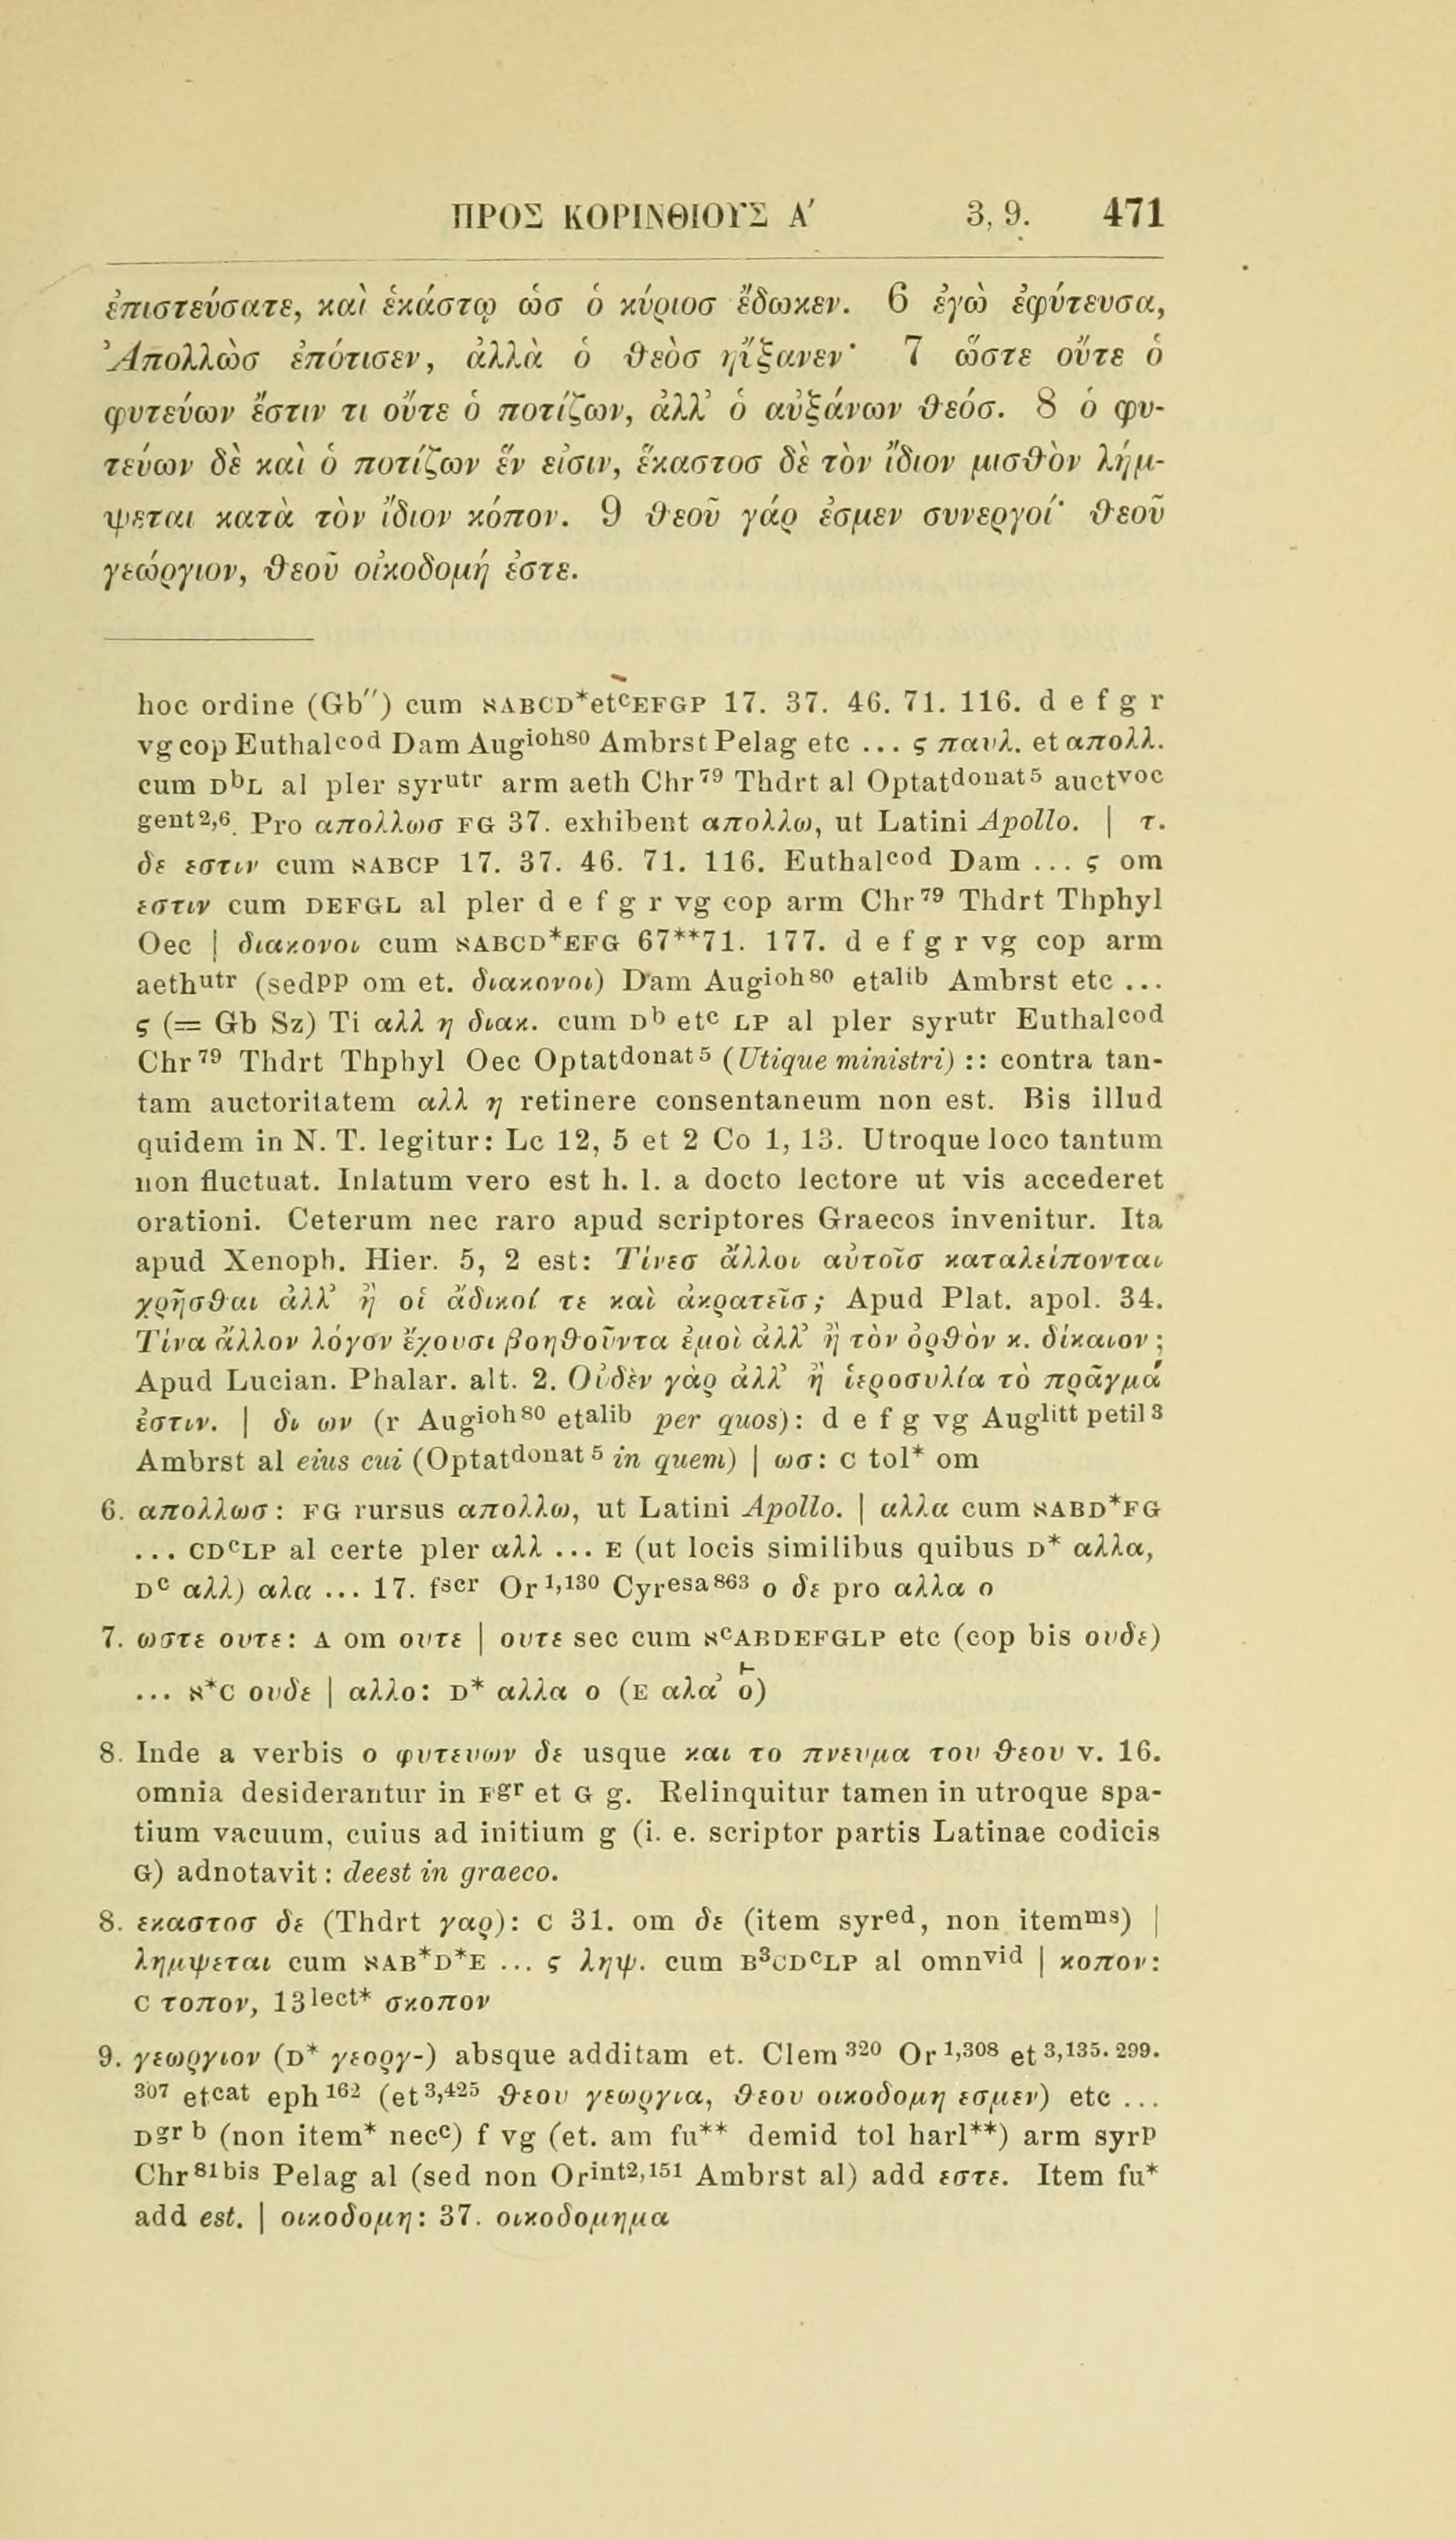 ΠΡΟΣ ΚΟΡΙΝΘΙΟΥΣ Α′ 3, 9. 471
ἐπιστεύσατε, καὶ ἑκάστῳ ὡσ ὁ κύριοσ ἔδωκεν. 6 ἐγὼ ἐφύτευσα,
Ἀπολλὼσ ἐπότισεν, ἀλλὰ ὁ θεὸσ ηὔξανεν· 7 ὥστε οὔτε ὁ
φυτεύων ἔστιν τι οὔτε ὁ ποτίζων, ἀλλ’ ὁ αὐξάνων θεόσ. 8 ὁ φυ-
τεύων δὲ καὶ ὁ ποτίζων ἕν εἰσιν, ἕκαστοσ δὲ τὸν ἴδιον μισθὸν λήμ-
ψεται κατὰ τὸν ἴδιον κόπον. 9 θεοῦ γάρ ἐσμεν συνεργοί· θεοῦ
γεώργιον, θεοῦ οἰκοδομή ἐστε.
hoc ordine (Gb″) cum ℵABCD*etᶜEFGP 17. 37. 46. 71. 116. d e f g r
vg cop Euthalcod Dam Augioh80 Ambrst Pelag etc ... ς παυλ. et απολλ.
cum DᵇL al pler syrutr arm aeth Chr79 Thdrt al Optatdonat5 auctvoc
gent2,6. Pro απολλωσ FG 37. exhibent απολλω, ut Latini Apollo. | τ.
δε εστιν cum ℵABCP 17. 37. 46. 71. 116. Euthalcod Dam ... ς om
εστιν cum DEFGL al pler d e f g r vg cop arm Chr79 Thdrt Thphyl
Oec | διακονοι cum ℵABCD*EFG 67**71. 177. d e f g r vg cop arm
aethutr (sedpp om et. διακονοι) Dam Augioh80 etalib Ambrst etc ...
ς (= Gb Sz) Ti αλλ η διακ. cum Dᵇ etᶜ LP al pler syrutr Euthalcod
Chr79 Thdrt Thphyl Oec Optatdonat5 (Utique ministri) :: contra tan-
tam auctoritatem αλλ η retinere consentaneum non est. Bis illud
quidem in N. T. legitur: Lc 12, 5 et 2 Co 1, 13. Utroque loco tantum
non fluctuat. Inlatum vero est h. l. a docto lectore ut vis accederet
orationi. Ceterum nec raro apud scriptores Graecos invenitur. Ita
apud Xenoph. Hier. 5, 2 est: Τίνεσ ἄλλοι αὐτοῖσ καταλείπονται
χρῆσθαι ἀλλ’ ἢ οἱ ἄδικοί τε καὶ ἀκρατεῖσ; Apud Plat. apol. 34.
Τίνα ἄλλον λόγον ἔχουσι βοηθοῦντα ἐμοὶ ἀλλ’ ἢ τὸν ὀρθὸν κ. δίκαιον;
Apud Lucian. Phalar. alt. 2. Οὐδὲν γὰρ ἀλλ’ ἢ ἱεροσυλία τὸ πρᾶγμά
ἐστιν. | δι ων (r Augioh80 etalib per quos): d e f g vg Auglitt petil3
Ambrst al eius cui (Optatdonat5 in quem) | ωσ: C tol* om
6. απολλωσ: FG rursus απολλω, ut Latini Apollo. | αλλα cum ℵABD*FG
... CDᶜLP al certe pler αλλ ... E (ut locis similibus quibus D* αλλα,
Dᶜ αλλ) αλα ... 17. fscr Or1,130 Cyresa863 ο δε pro αλλα ο
7. ωστε ουτε: A om ουτε | ουτε sec cum ℵᶜABDEFGLP etc (cop bis ουδε)
... ℵ*C ουδε | αλλο: D* αλλα ο (E αλα’ ὁ)
8. Inde a verbis ο φυτευων δε usque και το πνευμα του θεου v. 16.
omnia desiderantur in Fgr et G g. Relinquitur tamen in utroque spa-
tium vacuum, cuius ad initium g (i. e. scriptor partis Latinae codicis
G) adnotavit: deest in graeco.
8. εκαστοσ δε (Thdrt γαρ): C 31. om δε (item syred, non itemms) |
λημψεται cum ℵAB*D*E ... ς ληψ. cum B³CDᶜLP al omnvid | κοπον:
C τοπον, 13lect* σκοπον
9. γεωργιον (D* γεοργ-) absque additam et. Clem320 Or1,308 et3,135. 299.
307 etcat eph162 (et3,425 θεου γεωργια, θεου οικοδομη εσμεν) etc ...
Dgr b (non item* necᶜ) f vg (et. am fu** demid tol harl**) arm syrp
Chr81bis Pelag al (sed non Orint2,151 Ambrst al) add εστε. Item fu*
add est. | οικοδομη: 37. οικοδομημα